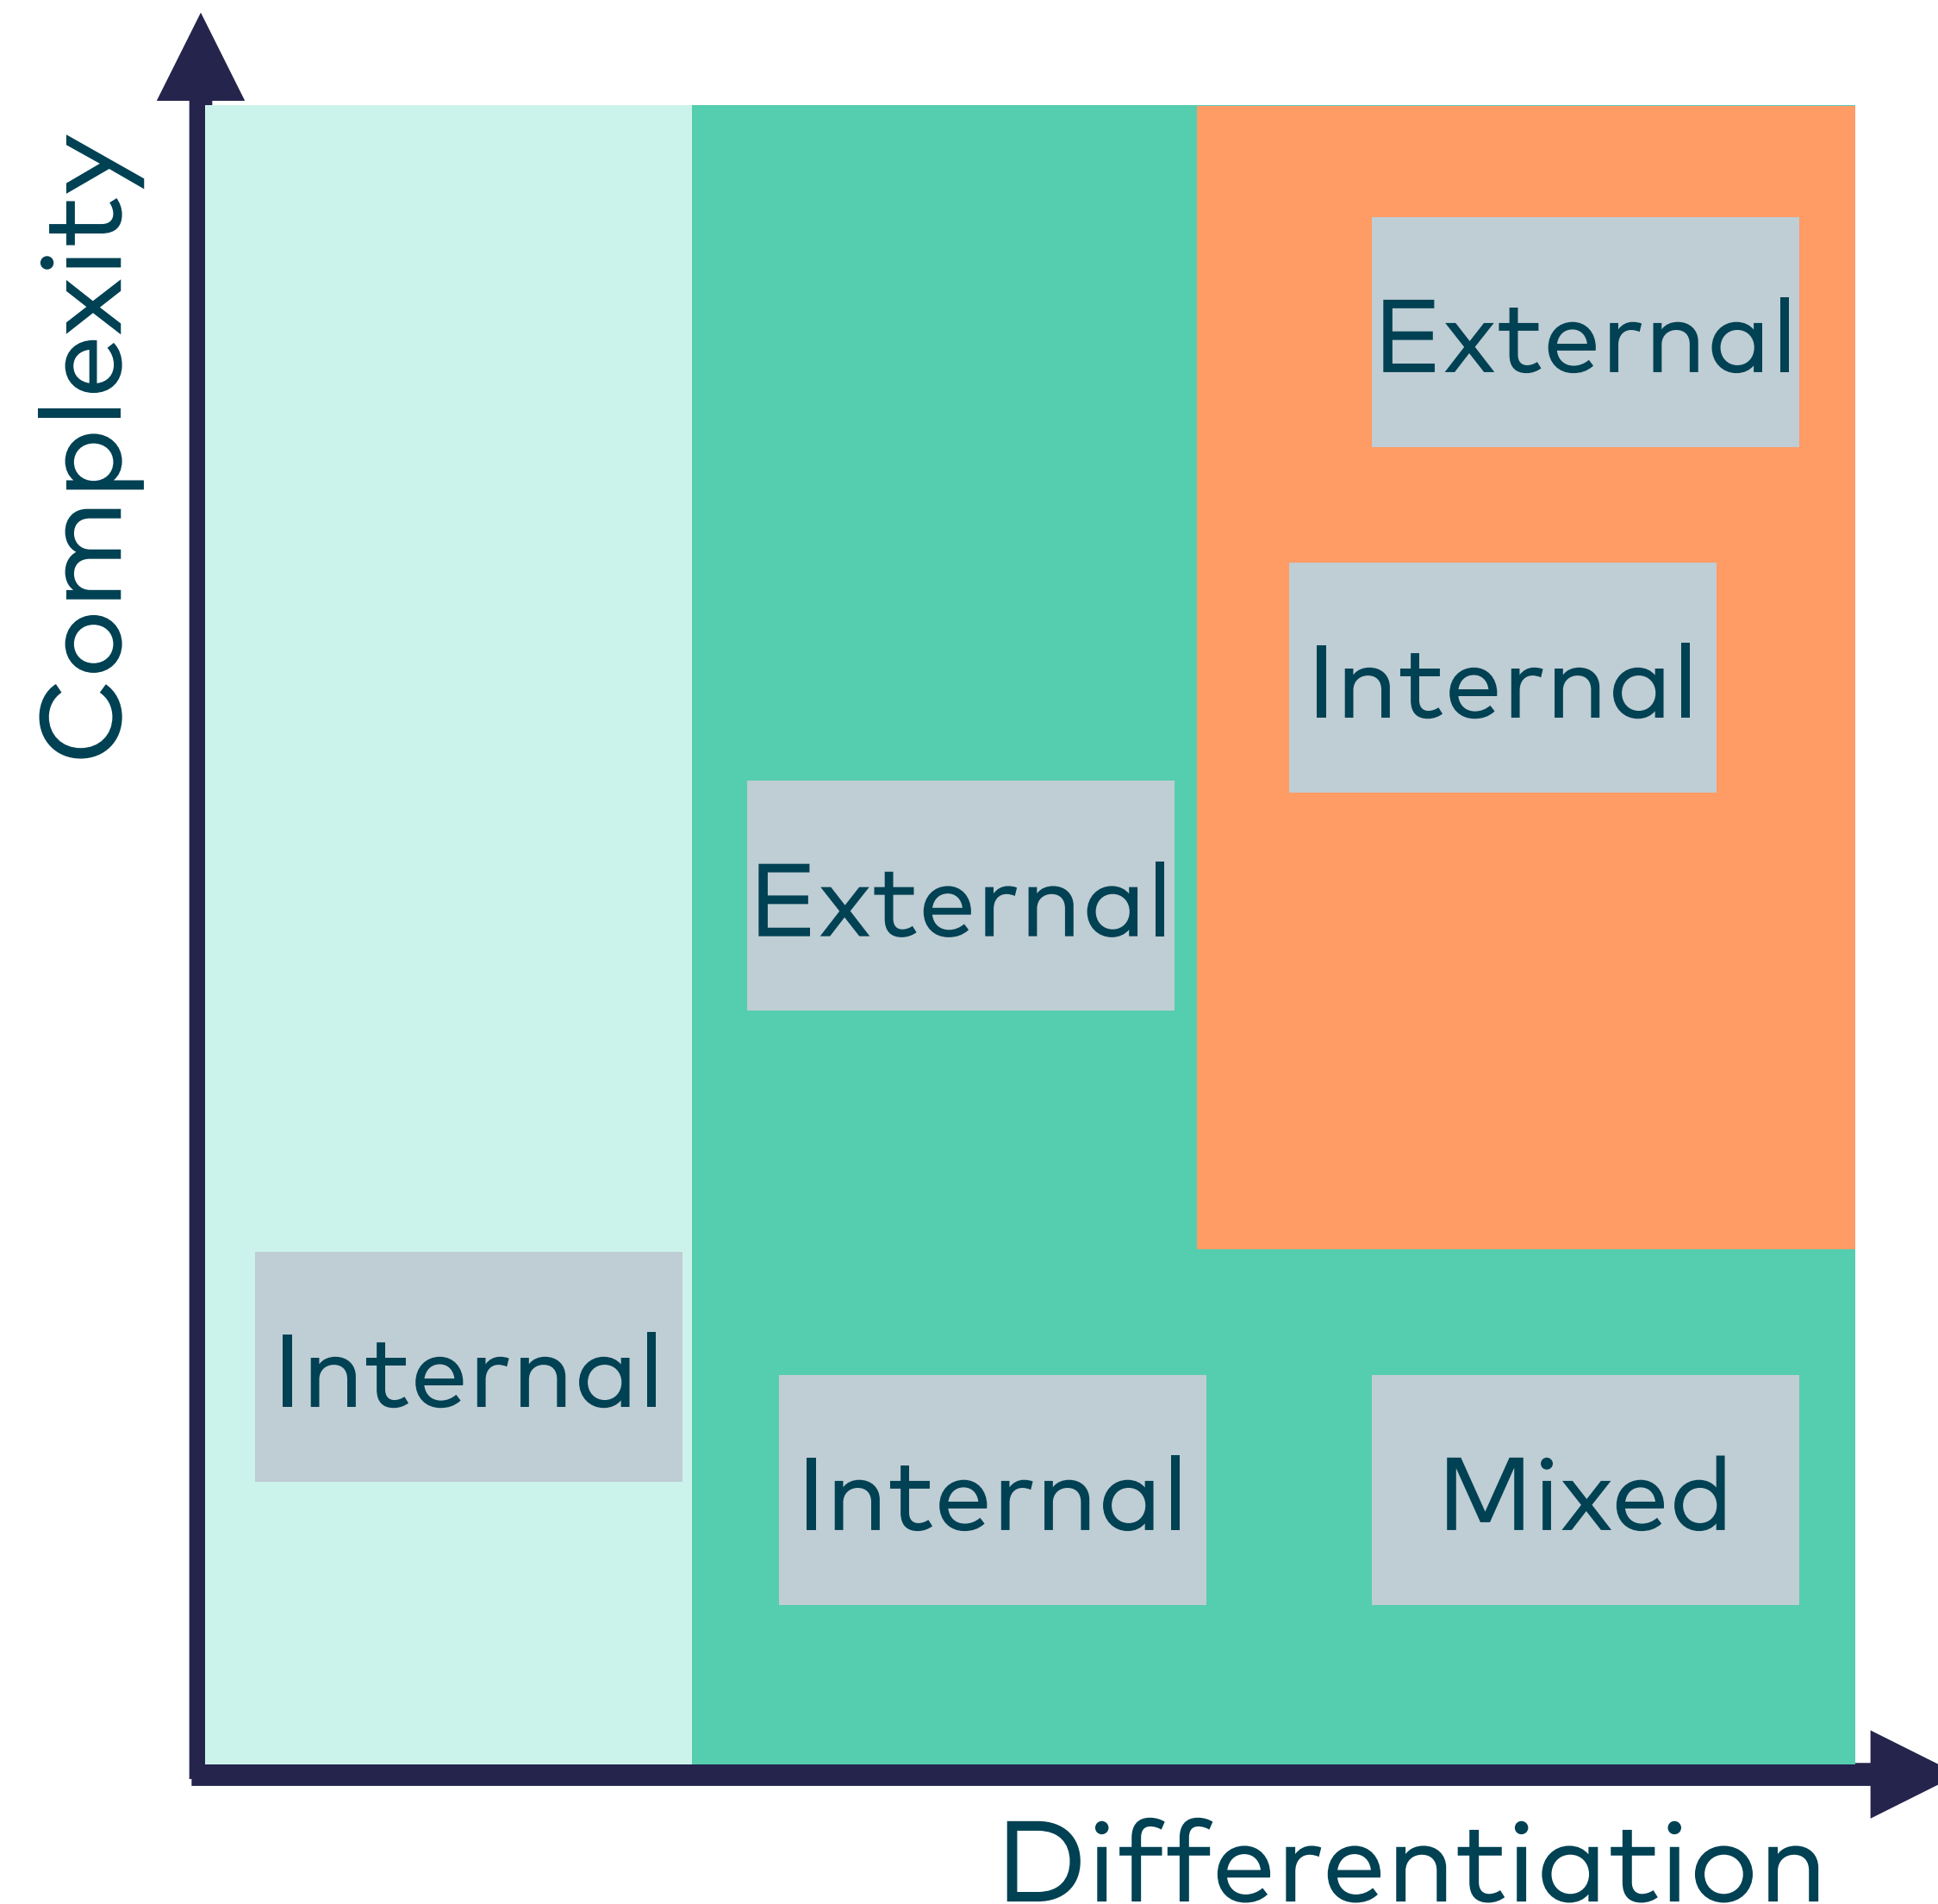 Complexity
External
Internal
External
Internal
Internal
Mixed
Differentiation